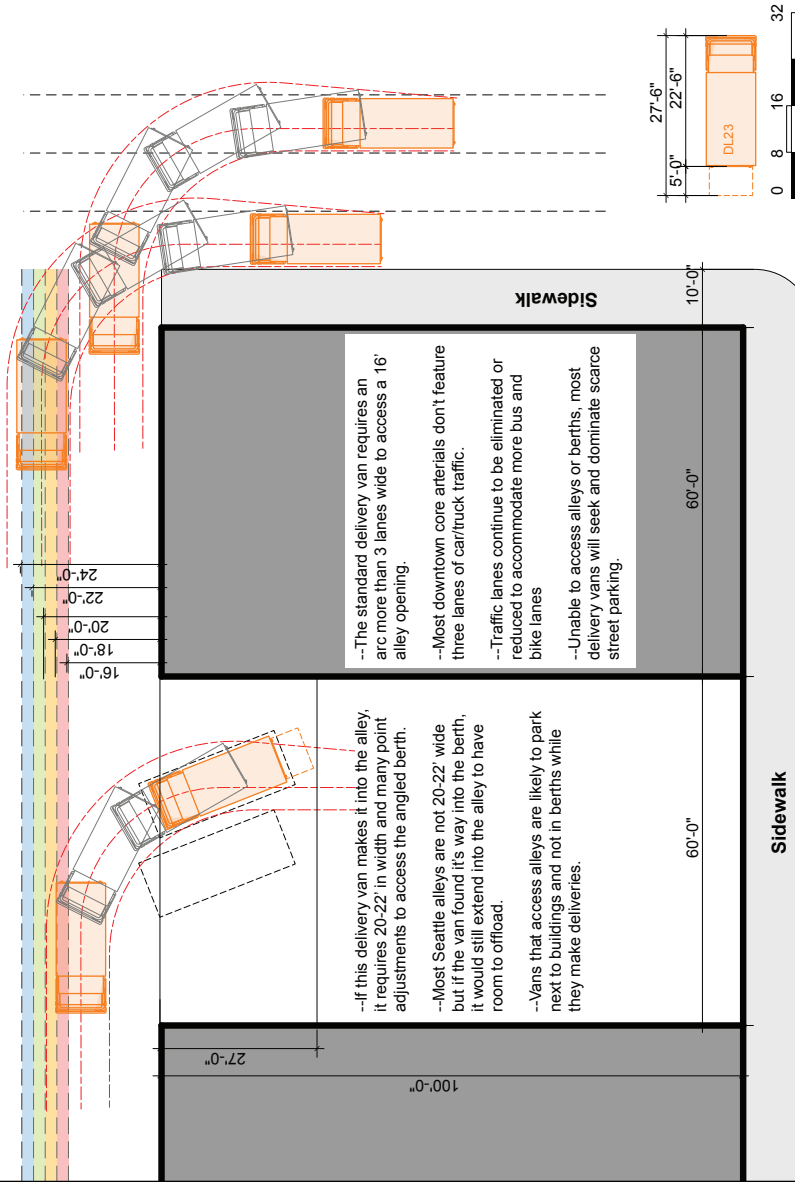 24'-0"
22'-0"
20'-0"
18'-0"
16'-0"
27'-0"
100'-0"
--If this delivery van makes it into the alley,
it requires 20-22' in width and many point
adjustments to access the angled berth.
--Most Seattle alleys are not 20-22' wide
but if the van found it's way into the berth,
it would still extend into the alley to have
room to offload.
--Vans that access alleys are likely to park
next to buildings and not in berths while
they make deliveries.
--The standard delivery van requires an
arc more than 3 lanes wide to access a 16'
alley opening.
--Most downtown core arterials don't feature
three lanes of car/truck traffic.
--Traffic lanes continue to be eliminated or
reduced to accommodate more bus and
bike lanes
--Unable to access alleys or berths, most
delivery vans will seek and dominate scarce
street parking.
Sidewalk
60'-0"
60'-0"
10'-0"
Sidewalk
27'-6"
5'-0"
22'-6"
DL23
0
8
16
32